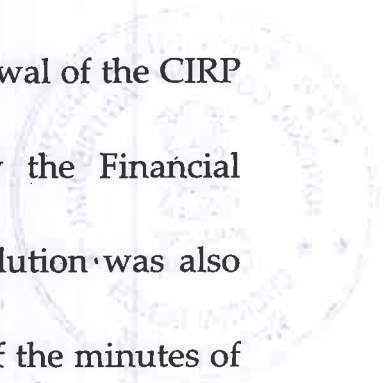 wal of the CIRP
the Financial
lution was also
the minutes of